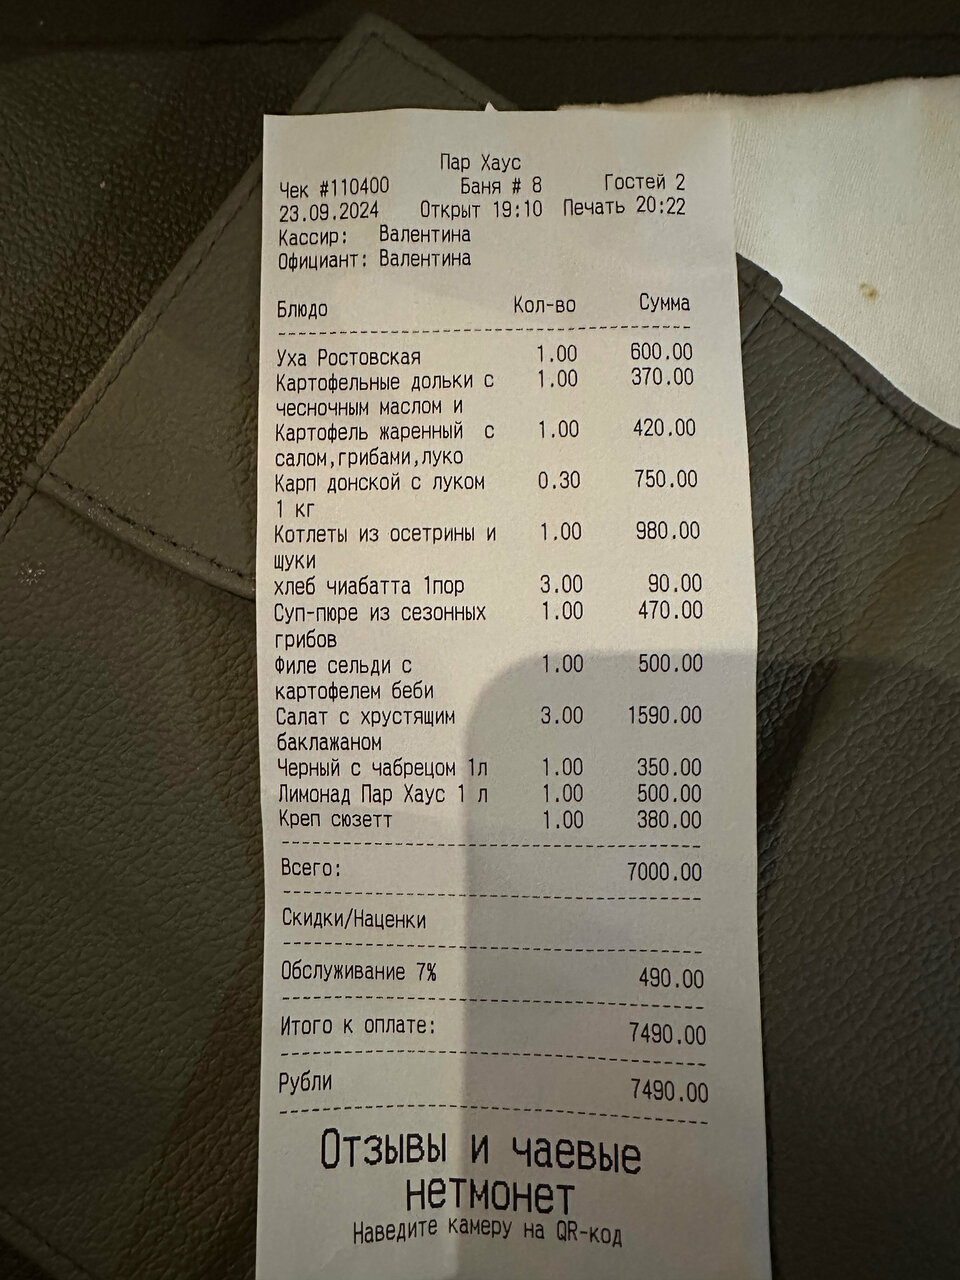 Пар Хаус
Чек #110400 Баня # 8 Гостей 2
23.09.2024 Открыт 19:10 Печать 20:22
Кассир: Валентина
Официант: Валентина
Блюдо Кол-во Сумма
Уха Ростовская 1.00 600.00
Картофельные дольки с 1.00 370.00
чесночным маслом и
Картофель жаренный с 1.00 420.00
салом,грибами,луко
Карп донской с луком 0.30 750.00
1 кг
Котлеты из осетрины и 1.00 980.00
щуки
хлеб чиабатта 1пор 3.00 90.00
Суп-пюре из сезонных 1.00 470.00
грибов
Филе сельди с 1.00 500.00
картофелем беби
Салат с хрустящим 3.00 1590.00
баклажаном
Черный с чабрецом 1л 1.00 350.00
Лимонад Пар Хаус 1 л 1.00 500.00
Креп сюзетт 1.00 380.00
Всего: 7000.00
Скидки/Наценки
Обслуживание 7% 490.00
Итого к оплате: 7490.00
Рубли 7490.00
Отзывы и чаевые
нетмонет
Наведите камеру на QR-код